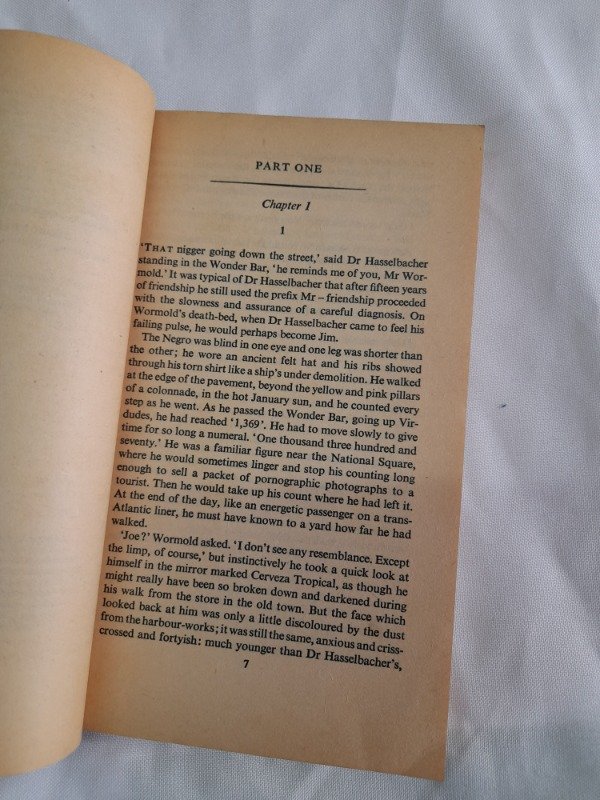 PART ONE
Chapter 1
1
'THAT nigger going down the street,' said Dr Hasselbacher
standing in the Wonder Bar, 'he reminds me of you, Mr Wor-
mold.' It was typical of Dr Hasselbacher that after fifteen years
of friendship he still used the prefix Mr – friendship proceeded
with the slowness and assurance of a careful diagnosis. On
Wormold's death-bed, when Dr Hasselbacher came to feel his
failing pulse, he would perhaps become Jim.
The Negro was blind in one eye and one leg was shorter than
the other; he wore an ancient felt hat and his ribs showed
through his torn shirt like a ship's under demolition. He walked
at the edge of the pavement, beyond the yellow and pink pillars
of a colonnade, in the hot January sun, and he counted every
step as he went. As he passed the Wonder Bar, going up Vir-
dudes, he had reached '1,369'. He had to move slowly to give
time for so long a numeral. 'One thousand three hundred and
seventy.' He was a familiar figure near the National Square,
where he would sometimes linger and stop his counting long
enough to sell a packet of pornographic photographs to a
tourist. Then he would take up his count where he had left it.
At the end of the day, like an energetic passenger on a trans-
Atlantic liner, he must have known to a yard how far he had
walked.
'Joe?' Wormold asked. 'I don't see any resemblance. Except
the limp, of course,' but instinctively he took a quick look at
himself in the mirror marked Cerveza Tropical, as though he
might really have been so broken down and darkened during
his walk from the store in the old town. But the face which
looked back at him was only a little discoloured by the dust
from the harbour-works; it was still the same, anxious and criss-
crossed and fortyish: much younger than Dr Hasselbacher's,
7